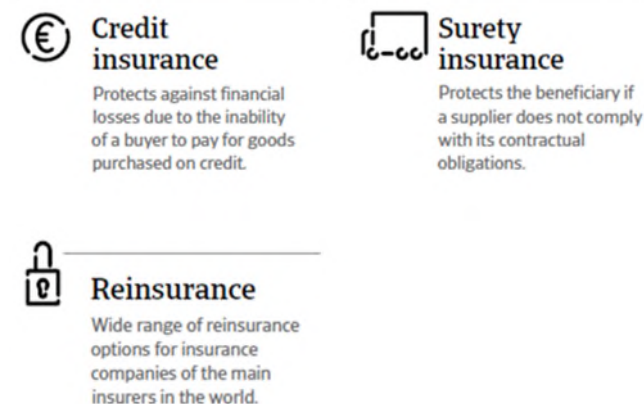 Credit
insurance
Protects against financial
losses due to the inability
of a buyer to pay for goods
purchased on credit.
Surety
insurance
Protects the beneficiary if
a supplier does not comply
with its contractual
obligations.
Reinsurance
Wide range of reinsurance
options for insurance
companies of the main
insurers in the world.